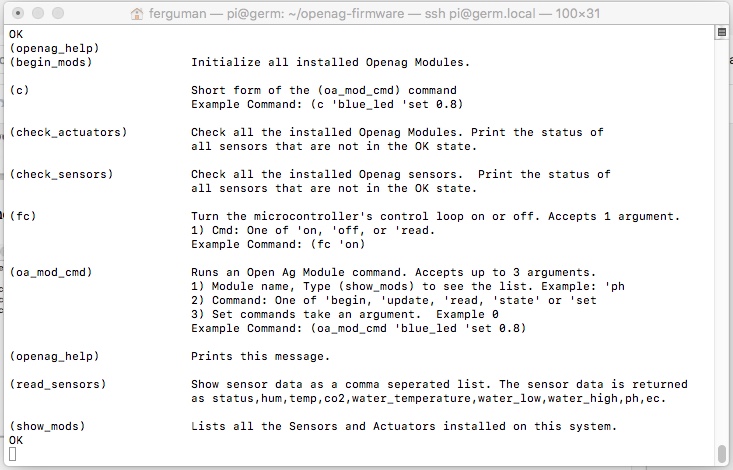 ferguman — pi@germ: ~/openag-firmware — ssh pi@germ.local — 100×31
OK
(openag_help)
(begin_mods) Initialize all installed Openag Modules.
(c) Short form of the (oa_mod_cmd) command
Example Command: (c 'blue_led 'set 0.8)
(check_actuators) Check all the installed Openag Modules. Print the status of
all sensors that are not in the OK state.
(check_sensors) Check all the installed Openag sensors.  Print the status of
all sensors that are not in the OK state.
(fc) Turn the microcontroller's control loop on or off. Accepts 1 argument.
1) Cmd: One of 'on, 'off, or 'read.
Example Command: (fc 'on)
(oa_mod_cmd) Runs an Open Ag Module command. Accepts up to 3 arguments.
1) Module name, Type (show_mods) to see the list. Example: 'ph
2) Command: One of 'begin, 'update, 'read, 'state' or 'set
3) Set commands take an argument.  Example 0
Example Command: (oa_mod_cmd 'blue_led 'set 0.8)
(openag_help) Prints this message.
(read_sensors) Show sensor data as a comma seperated list. The sensor data is returned
as status,hum,temp,co2,water_temperature,water_low,water_high,ph,ec.
(show_mods) Lists all the Sensors and Actuators installed on this system.
OK